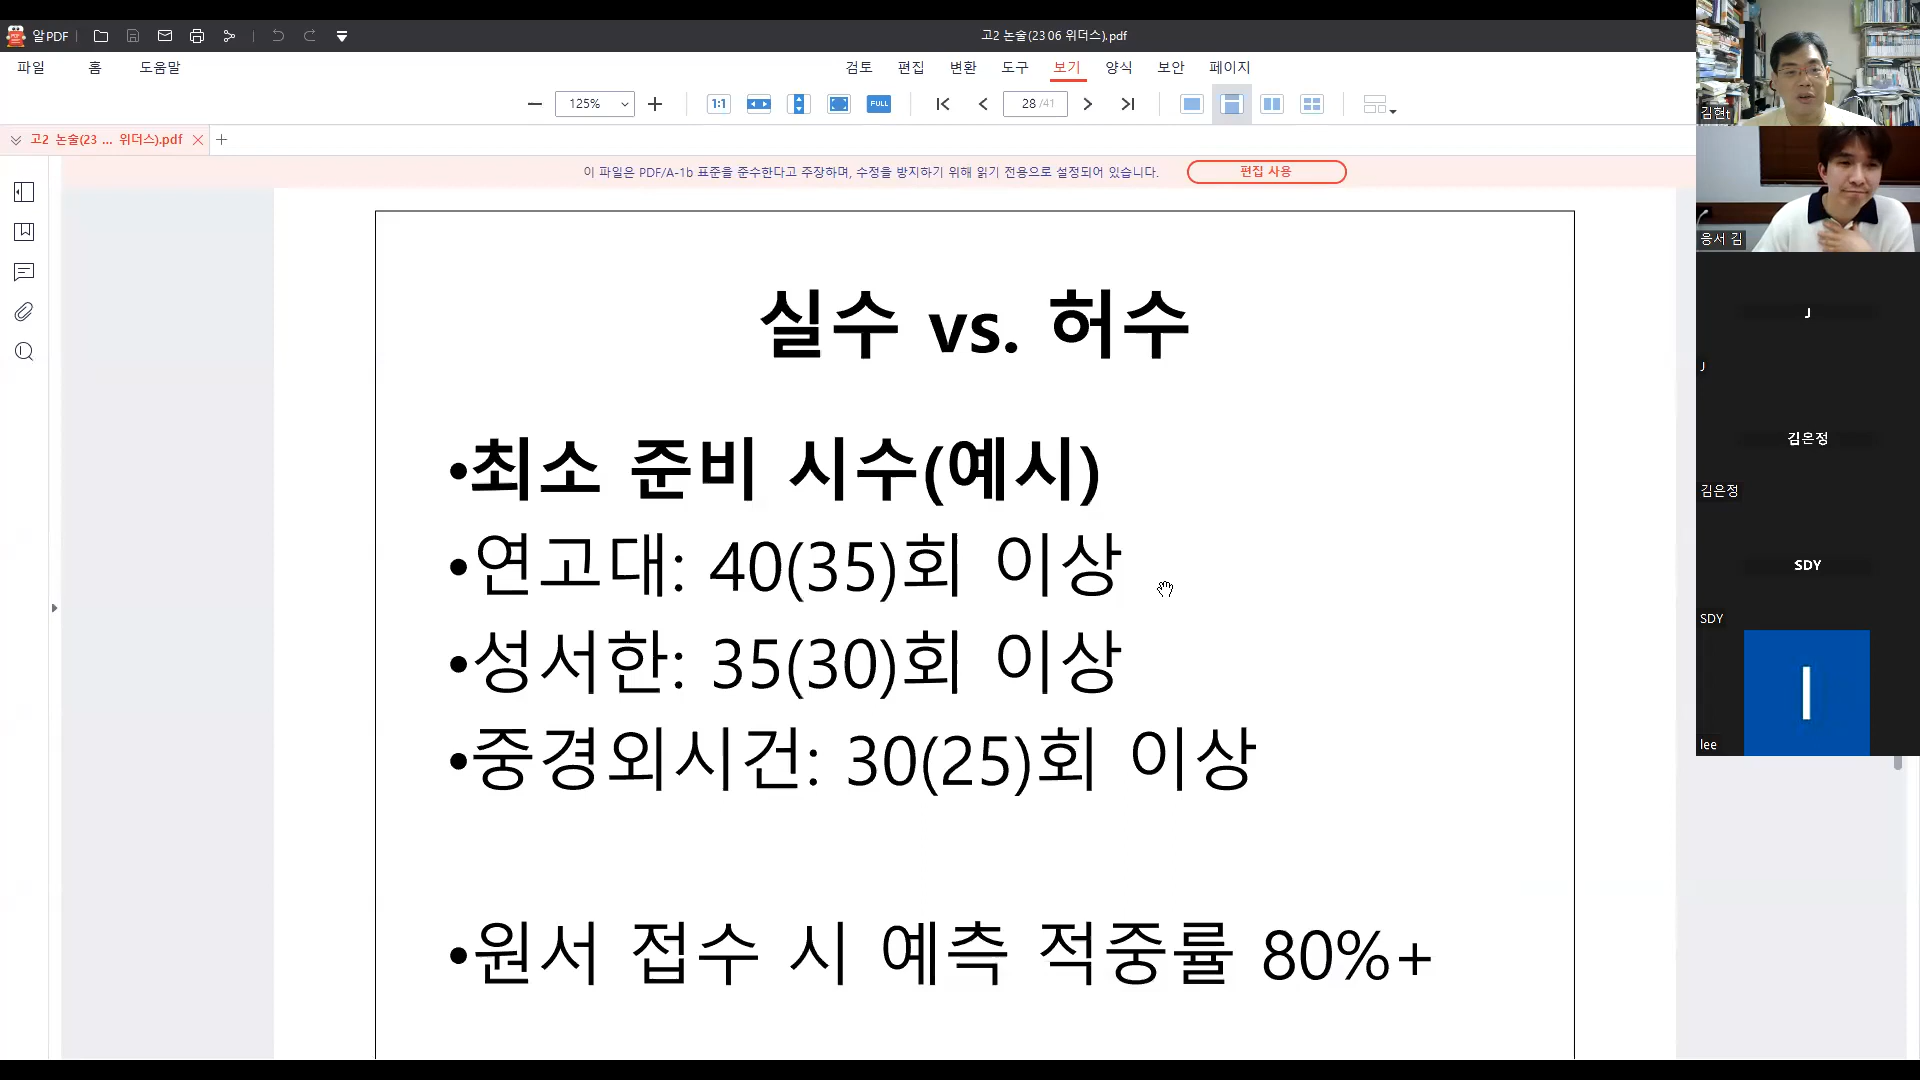 알PDF
고2 논술(2306 위더스).pdf
파일 홈 도움말 검토 편집 변환 도구 보기 양식 보안 페이지
125% 1:1 FULL 28 /41
고2 논술(23 ... 위더스).pdf
이 파일은 PDF/A-1b 표준을 준수한다고 주장하며, 수정을 방지하기 위해 읽기 전용으로 설정되어 있습니다. 편집 사용
실수 vs. 허수
•최소 준비 시수(예시)
•연고대: 40(35)회 이상
•성서한: 35(30)회 이상
•중경외시건: 30(25)회 이상
•원서 접수 시 예측 적중률 80%+
김현t
웅서 김
J
J
김은정
김은정
SDY
SDY
l
lee